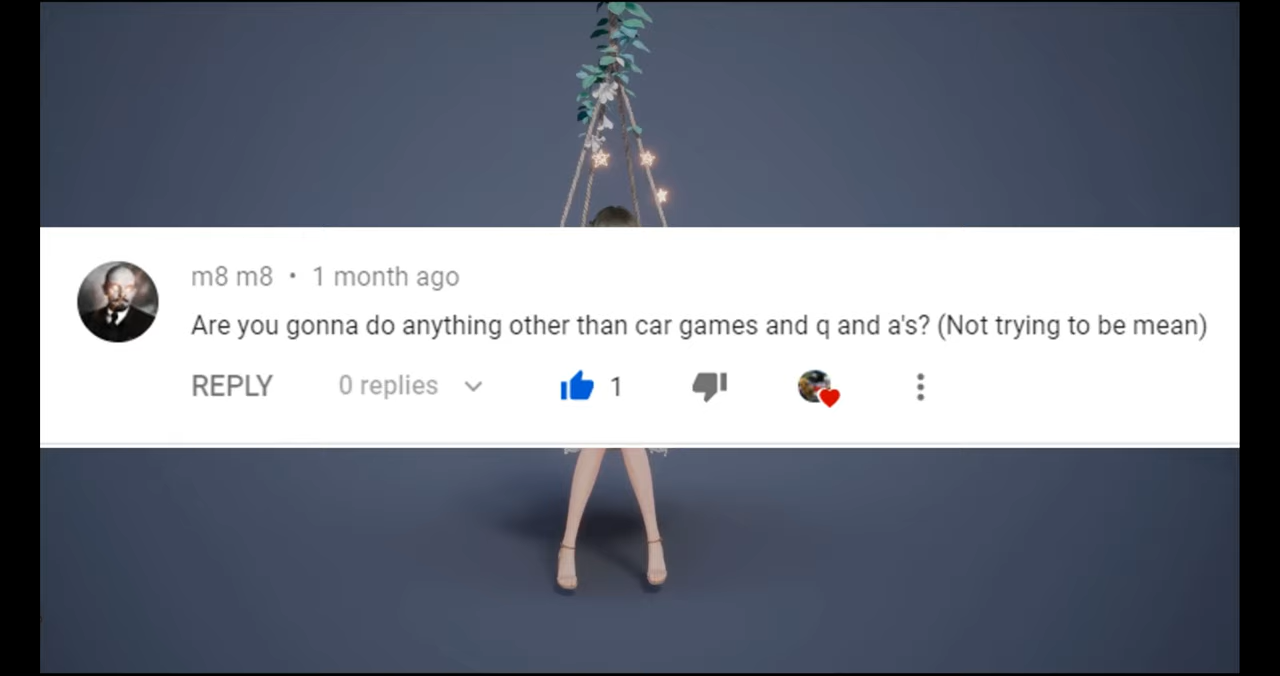 m8 m8 • 1 month ago
Are you gonna do anything other than car games and q and a's? (Not trying to be mean)
REPLY 0 replies 1